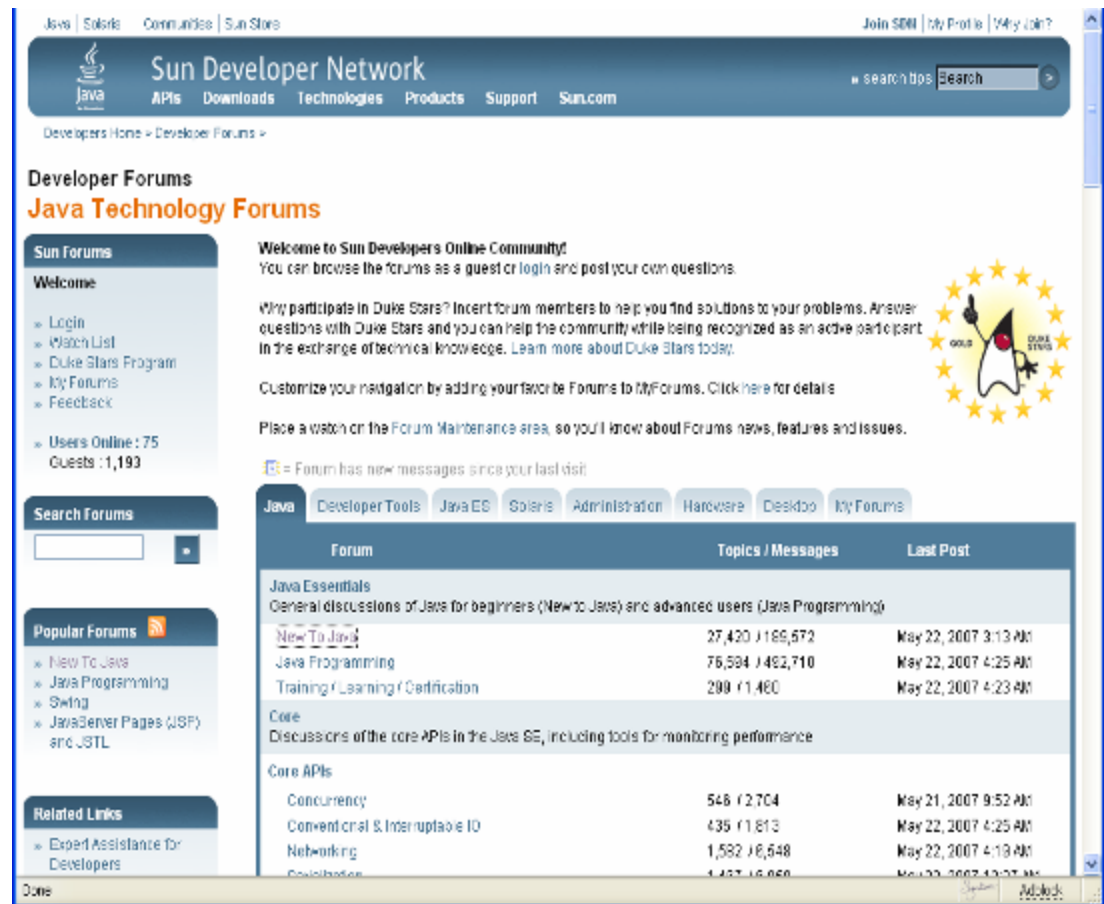 Java | Solaris Communities | Sun Store
Join SDN | My Profile | Why Join?
Java
Sun Developer Network
» search tips Search
APIs Downloads Technologies Products Support Sun.com
Developers Home > Developer Forums >
Developer Forums
Java Technology Forums
Sun Forums
Welcome
» Login
» Watch List
» Duke Stars Program
» My Forums
» Feedback
» Users Online : 75
Guests : 1,193
Search Forums
»
Popular Forums
» New To Java
» Java Programming
» Swing
» JavaServer Pages (JSP)
and JSTL
Related Links
» Expert Assistance for
Developers
Welcome to Sun Developers Online Community!
You can browse the forums as a guest or login and post your own questions.
Why participate in Duke Stars? Incent forum members to help you find solutions to your problems. Answer
questions with Duke Stars and you can help the community while being recognized as an active participant
in the exchange of technical knowledge. Learn more about Duke Stars today.
GOLD DUKE
STARS
Customize your navigation by adding your favorite Forums to MyForums. Click here for details
Place a watch on the Forum Maintenance area, so you'll know about Forums news, features and issues.
= Forum has new messages since your last visit
Java Developer Tools Java ES Solaris Administration Hardware Desktop My Forums
Forum Topics / Messages Last Post
Java Essentials
General discussions of Java for beginners (New to Java) and advanced users (Java Programming)
New To Java 27,420 / 189,572 May 22, 2007 3:13 AM
Java Programming 76,594 / 492,710 May 22, 2007 4:25 AM
Training / Learning / Certification 299 / 1,460 May 22, 2007 4:23 AM
Core
Discussions of the core APIs in the Java SE, including tools for monitoring performance
Core APIs
Concurrency 546 / 2,704 May 21, 2007 9:52 AM
Conventional & Interruptable IO 435 / 1,813 May 22, 2007 4:25 AM
Networking 1,582 / 6,548 May 22, 2007 4:19 AM
Done
Adblock